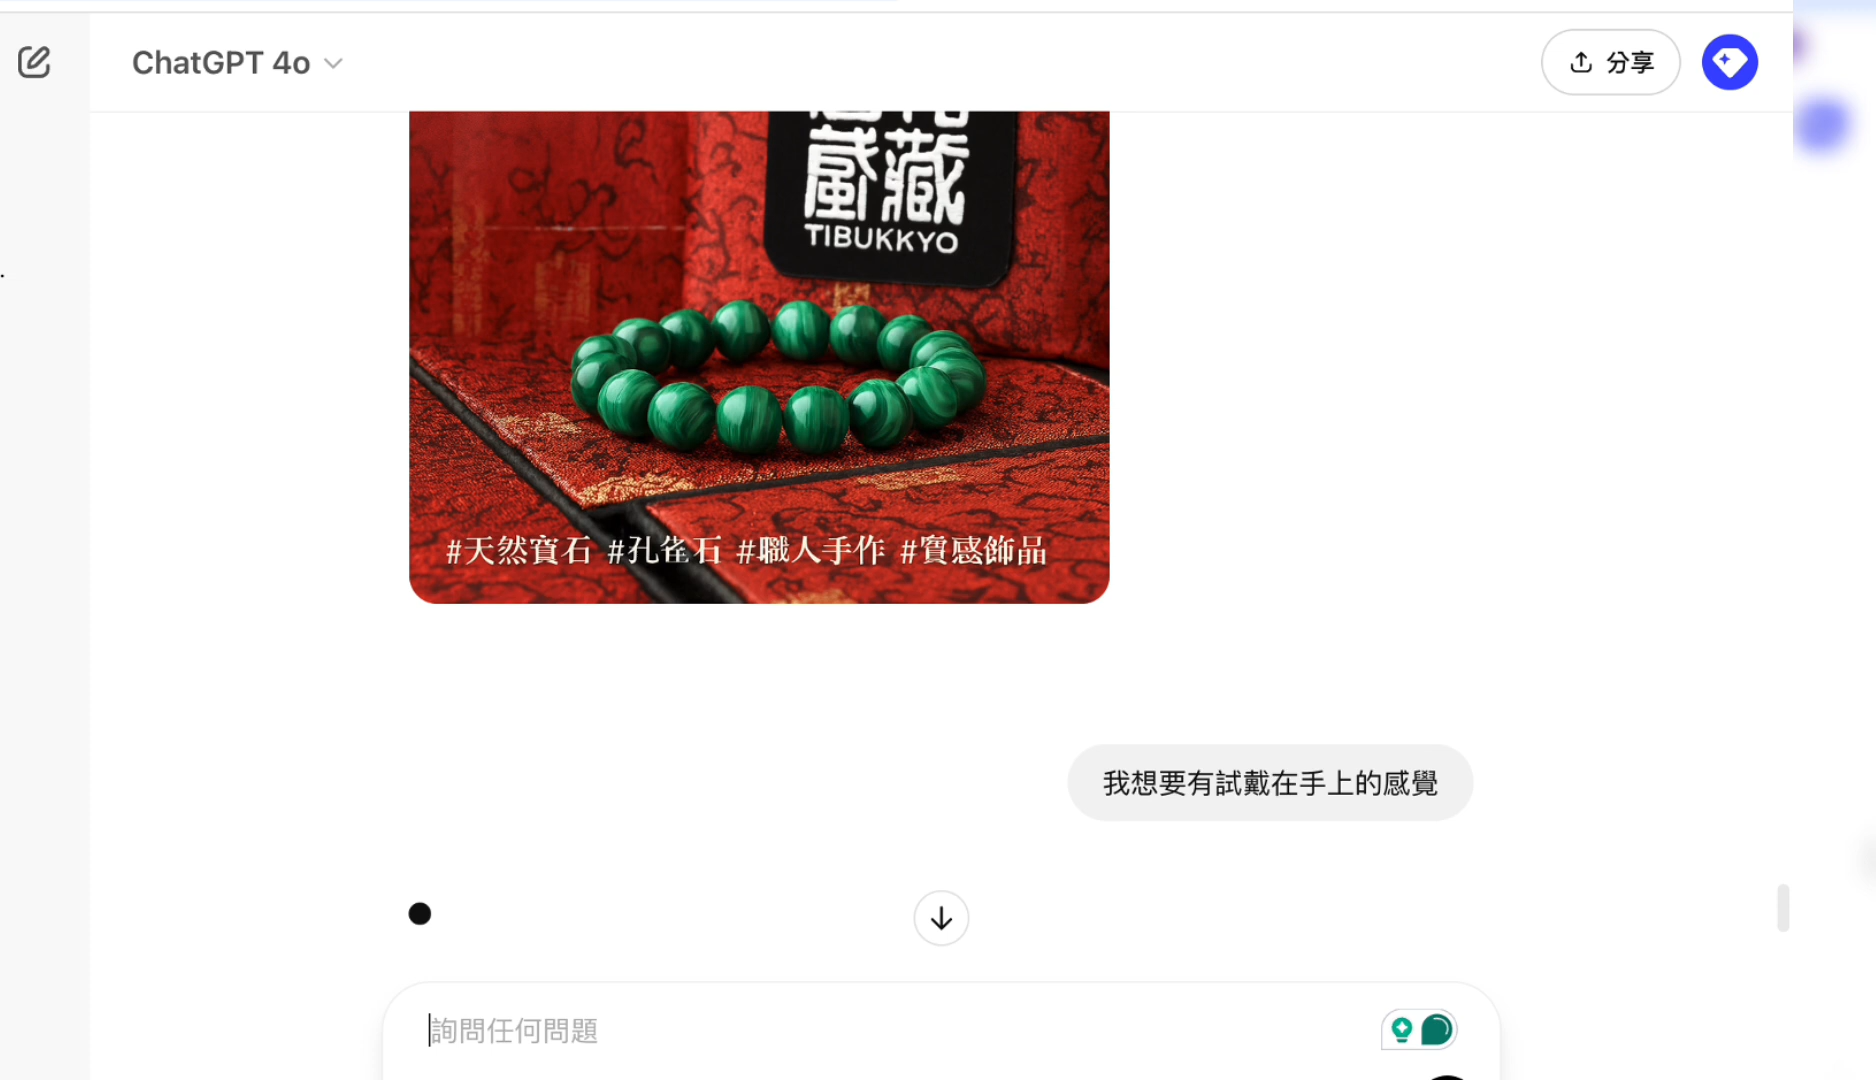 ChatGPT 4o
分享
藏
TIBUKKYO
#天然寶石 #孔雀石 #職人手作 #質感飾品
我想要有試戴在手上的感覺
詢問任何問題